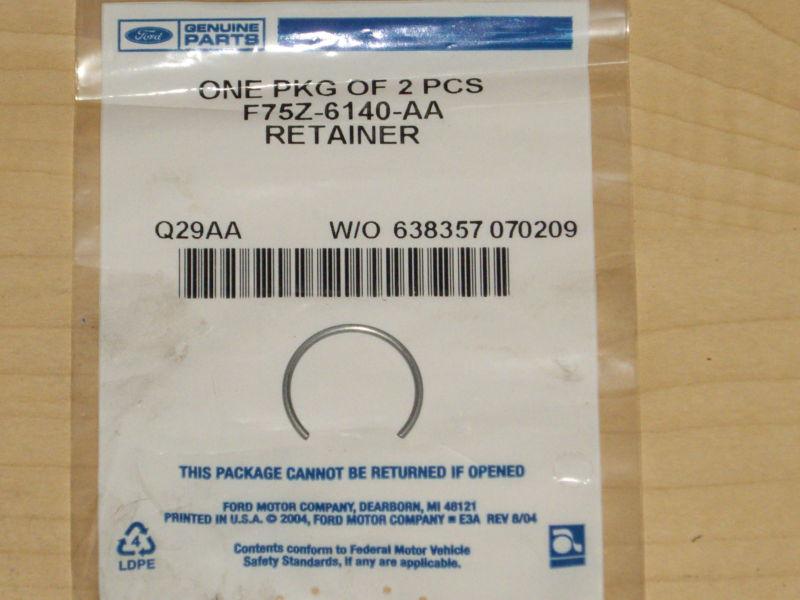 Ford GENUINE
PARTS
ONE PKG OF 2 PCS
F75Z-6140-AA
RETAINER
Q29AA W/O 638357 070209
THIS PACKAGE CANNOT BE RETURNED IF OPENED
FORD MOTOR COMPANY, DEARBORN, MI 48121
PRINTED IN U.S.A. © 2004, FORD MOTOR COMPANY ■ E3A REV 8/04
Contents conform to Federal Motor Vehicle
Safety Standards, if any are applicable.
4
LDPE